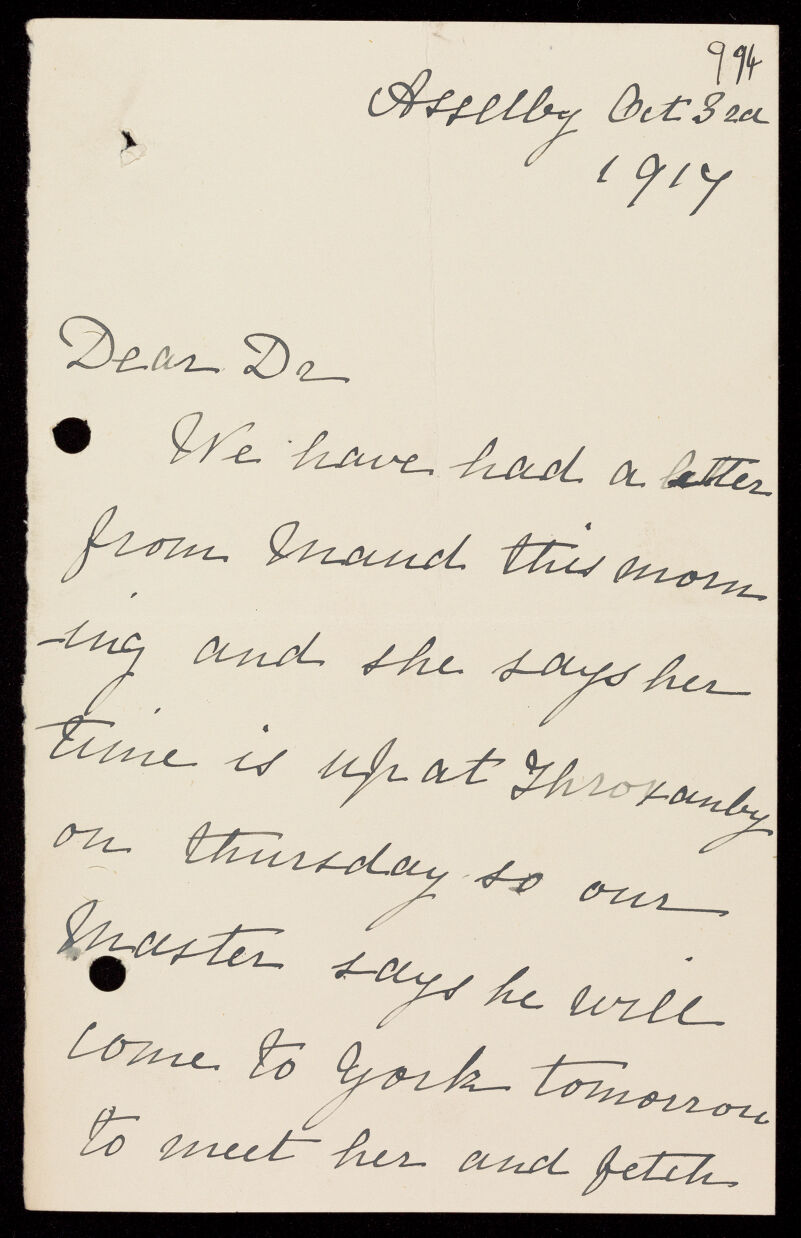 994
Asselby Oct 3rd
1917
Dear Dr
We have had a letter
from Maud this morn
-ing and she says her
time is up at Throxanby
on thursday so our
Master says he will
come to York tomorrow
to meet her and fetch